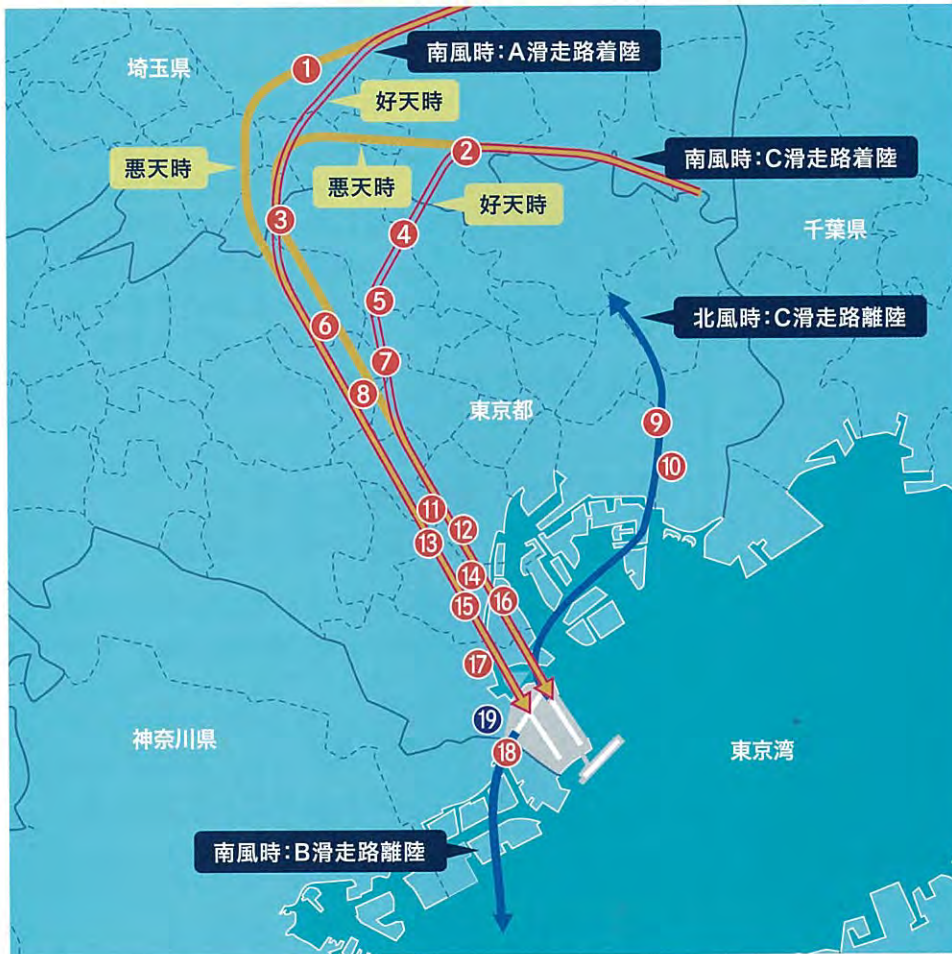 南風時：A滑走路着陸
埼玉県
①
好天時
②
南風時：C滑走路着陸
悪天時
悪天時
好天時
③
④
千葉県
⑤
北風時：C滑走路離陸
⑥
⑦
⑧
東京都
⑨
⑩
⑪
⑫
⑬
⑭
⑮
⑯
⑰
⑲
⑱
神奈川県
東京湾
南風時：B滑走路離陸